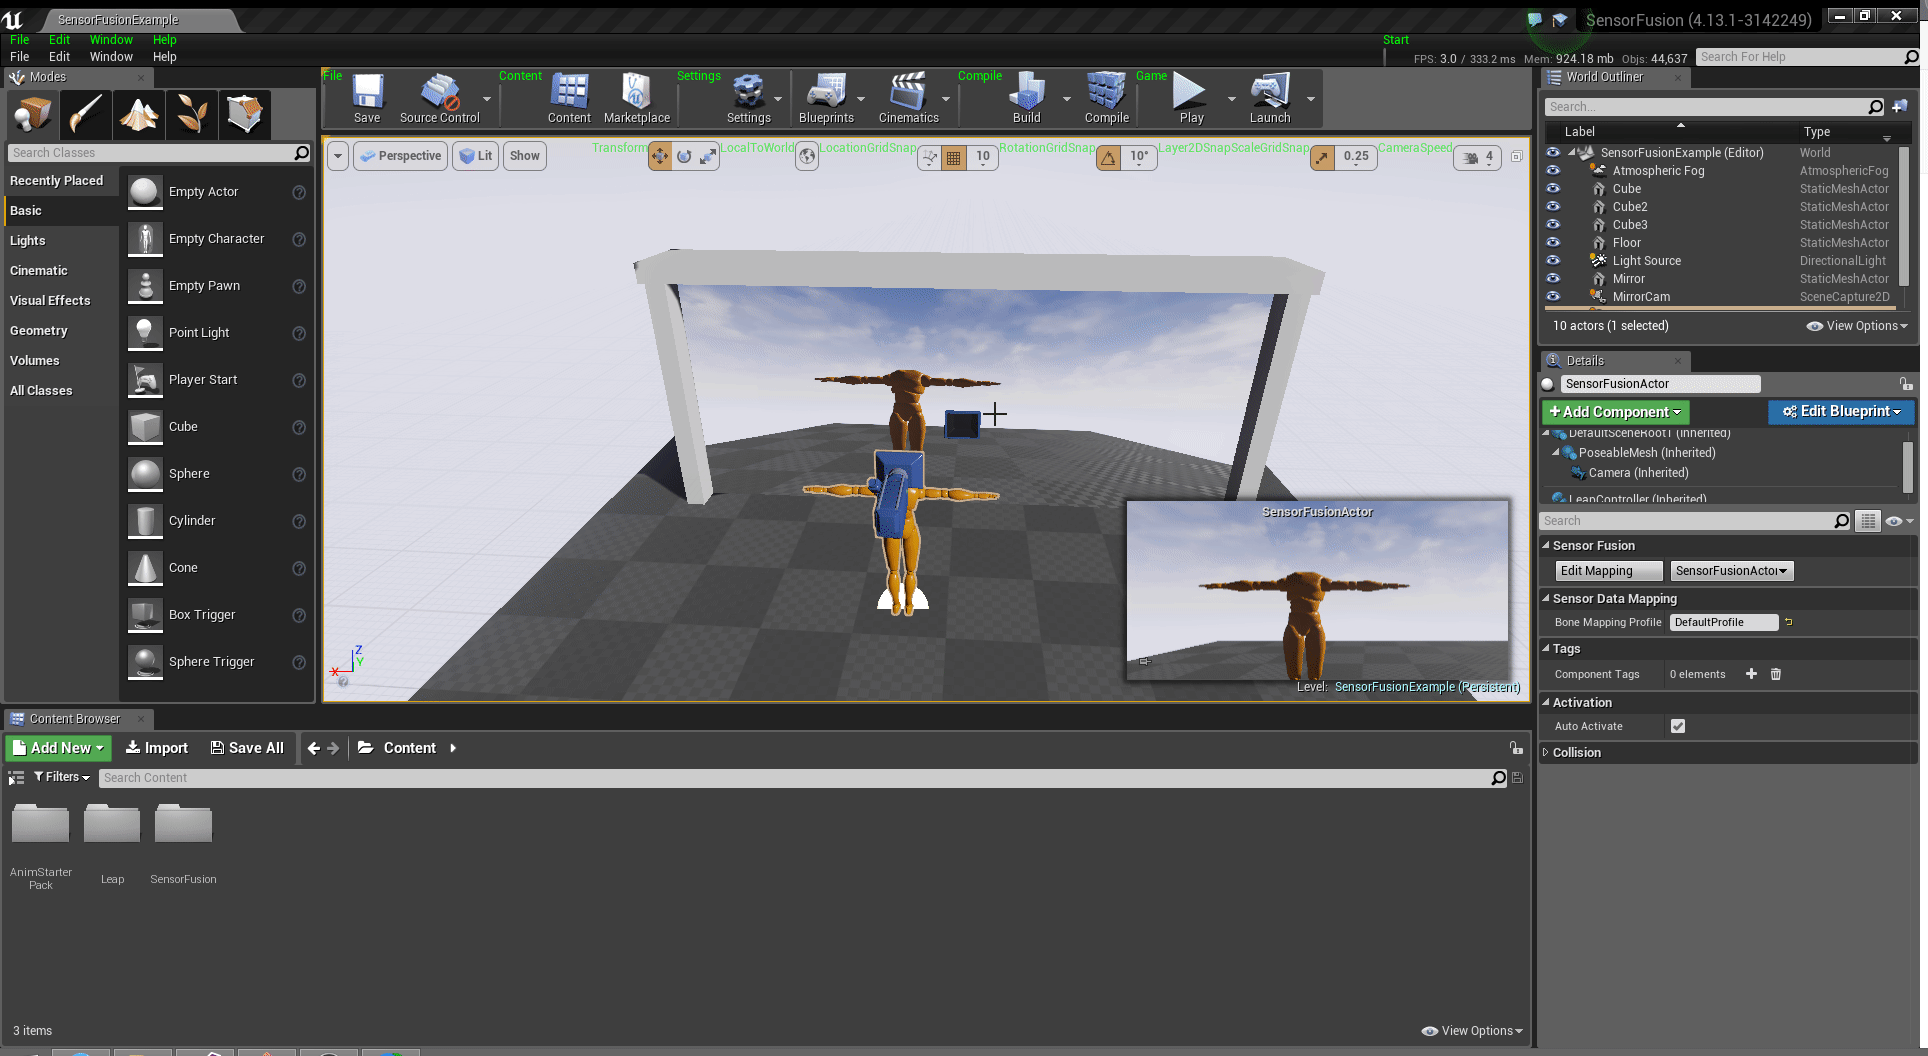 SensorFusionExample
SensorFusion (4.13.1-3142249)
File Edit Window Help
Start
File Edit Window Help
FPS: 3.0 / 333.2 ms Mem: 924.18 mb Objs: 44,637
Search For Help
Modes
Search Classes
Recently Placed
Basic
Lights
Cinematic
Visual Effects
Geometry
Volumes
All Classes
Empty Actor
Empty Character
Empty Pawn
Point Light
Player Start
Cube
Sphere
Cylinder
Cone
Box Trigger
Sphere Trigger
File Content Settings Compile Game
Save Source Control Content Marketplace Settings Blueprints Cinematics Build Compile Play Launch
Transform LocalToWorld LocationGridSnap RotationGridSnap Layer2DSnap ScaleGridSnap CameraSpeed
Perspective Lit Show 10 10° 0.25 4
SensorFusionActor
X Z Y
Level: SensorFusionExample (Persistent)
World Outliner
Search...
Label Type
SensorFusionExample (Editor) World
Atmospheric Fog AtmosphericFog
Cube StaticMeshActor
Cube2 StaticMeshActor
Cube3 StaticMeshActor
Floor StaticMeshActor
Light Source DirectionalLight
Mirror StaticMeshActor
MirrorCam SceneCapture2D
10 actors (1 selected) View Options
Details
SensorFusionActor
+Add Component Edit Blueprint
DefaultSceneRoot1 (Inherited)
PoseableMesh (Inherited)
Camera (Inherited)
LeapController (Inherited)
Search
Sensor Fusion
Edit Mapping SensorFusionActor
Sensor Data Mapping
Bone Mapping Profile DefaultProfile
Tags
Component Tags 0 elements
Activation
Auto Activate
Collision
Content Browser
Add New Import Save All Content
Filters Search Content
AnimStarter
Pack
Leap
SensorFusion
3 items
View Options